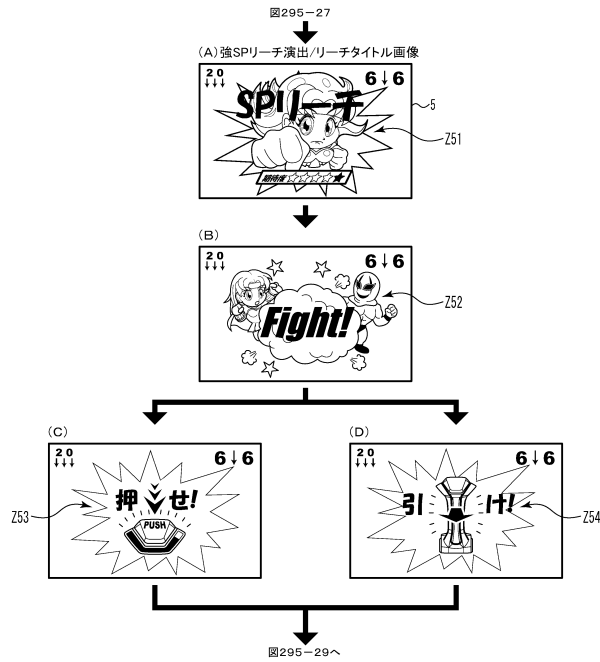 図295-27
(A)強SPリーチ演出/リーチタイトル画像
20
↓↓↓
6↓6
SPリーチ
期待度 ☆☆☆☆★
5
Z51
(B)
20
↓↓↓
6↓6
Fight!
Z52
(C)
(D)
20
↓↓↓
6↓6
押 せ!
PUSH
Z53
20
↓↓↓
6↓6
引 け!
Z54
図295-29へ